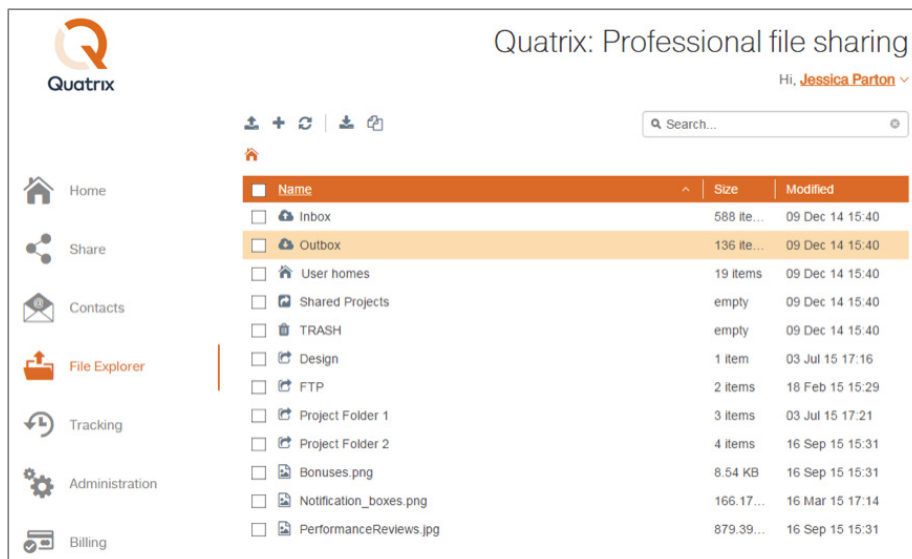 Quatrix
Quatrix: Professional file sharing
Hi, Jessica Parton
Search...
Home
Share
Contacts
File Explorer
Tracking
Administration
Billing
Name Size Modified
Inbox 588 ite... 09 Dec 14 15:40
Outbox 136 ite... 09 Dec 14 15:40
User homes 19 items 09 Dec 14 15:40
Shared Projects empty 09 Dec 14 15:40
TRASH empty 09 Dec 14 15:40
Design 1 item 03 Jul 15 17:16
FTP 2 items 18 Feb 15 15:29
Project Folder 1 3 items 03 Jul 15 17:21
Project Folder 2 4 items 16 Sep 15 15:31
Bonuses.png 8.54 KB 16 Sep 15 15:31
Notification_boxes.png 166.17... 16 Mar 15 17:14
PerformanceReviews.jpg 879.39... 16 Sep 15 15:31